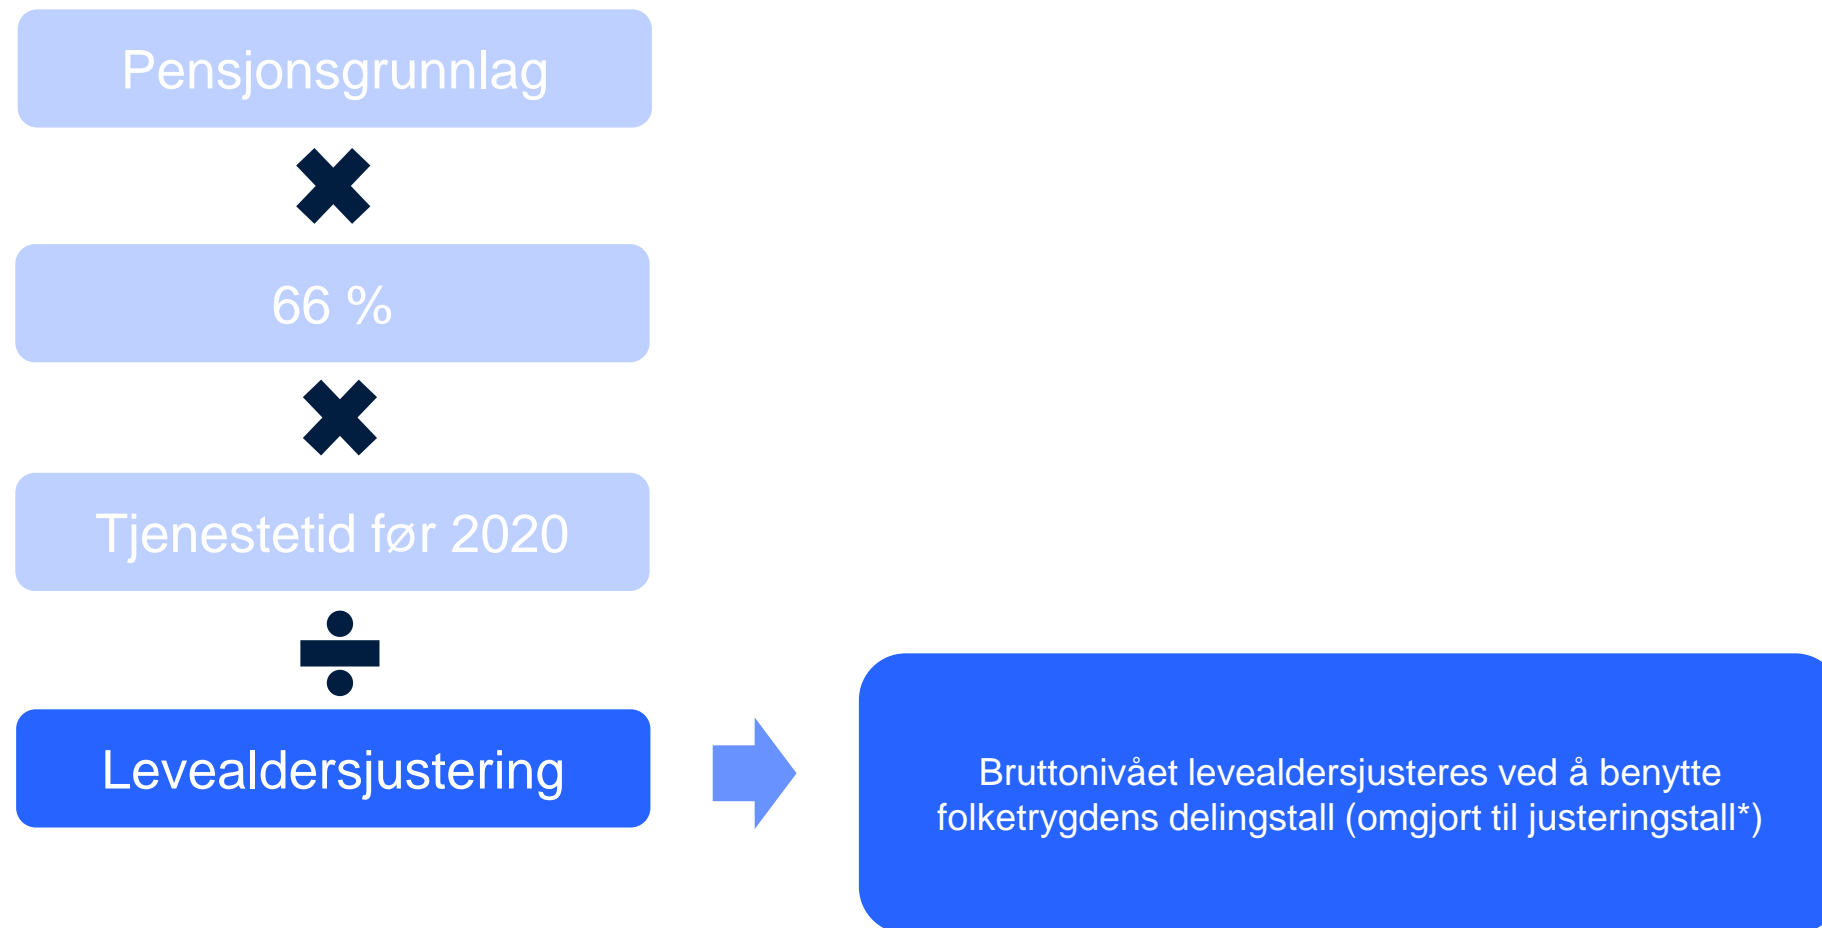 Pensjonsgrunnlag
66 %
Tjenestetid før 2020
Levealdersjustering
Bruttonivået levealdersjusteres ved å benytte
folketrygdens delingstall (omgjort til justeringstall*)